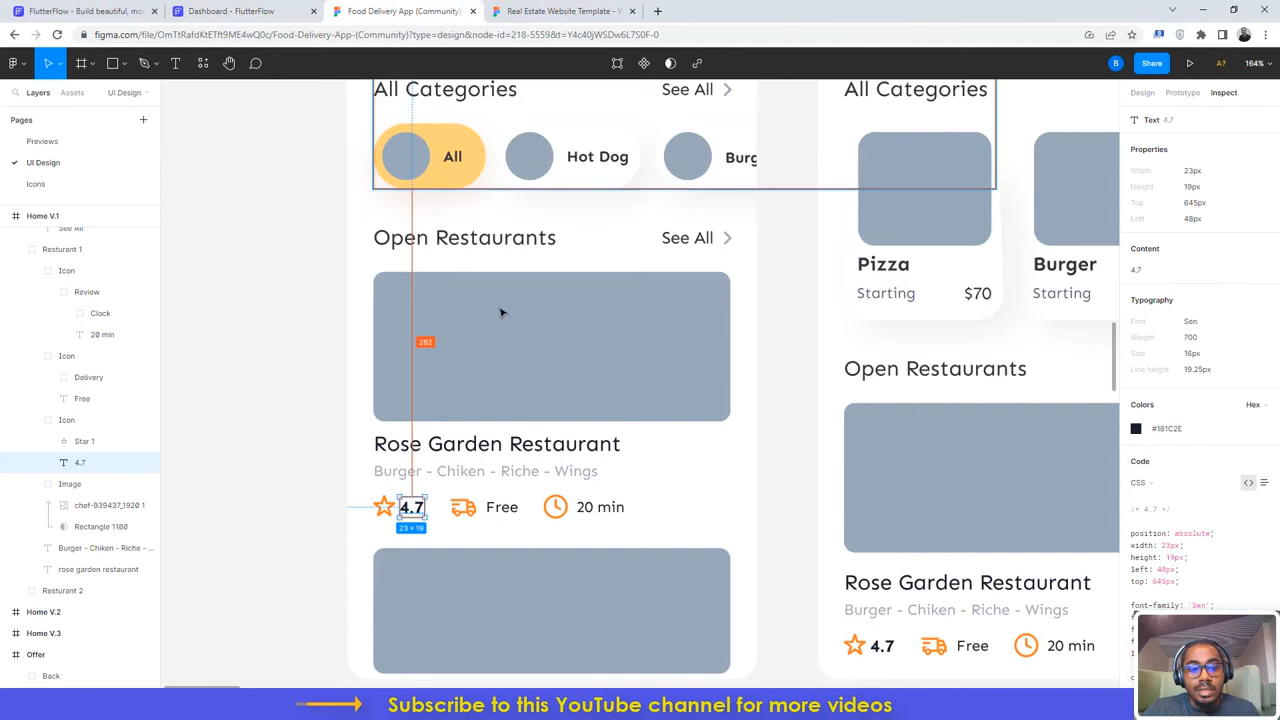 FlutterFlow - Build beautiful, mo
Dashboard - FlutterFlow
Food Delivery App (Community)
Real Estate Website Template - W
figma.com/file/OmTtRafdKtETft9ME4wQ0c/Food-Delivery-App-(Community)?type=design&node-id=218-5559&t=Y4c40jWSDw6L7S0F-0
B
Share
A?
164%
Layers
Assets
UI Design
Design
Prototype
Inspect
Pages
Previews
UI Design
Icons
Home V.1
See All
Resturant 1
Icon
Review
Clock
20 min
Icon
Delivery
Free
Icon
Star 1
4.7
Image
chef-939437_1920 1
Rectangle 1180
Burger - Chiken - Riche - ...
rose garden restaurant
Resturant 2
Home V.2
Home V.3
Offer
Back
All Categories
See All
All
Hot Dog
Burg
Open Restaurants
See All
282
Rose Garden Restaurant
Burger - Chiken - Riche - Wings
4.7
Free
20 min
23 × 19
All Categories
Pizza
Starting
$70
Burger
Starting
Open Restaurants
Rose Garden Restaurant
Burger - Chiken - Riche - Wings
4.7
Free
20 min
Text 4.7
Properties
Width 23px
Height 19px
Top 645px
Left 48px
Content
4.7
Typography
Font Sen
Weight 700
Size 16px
Line height 19.25px
Colors
Hex
#181C2E
Code
CSS
/* 4.7 */
position: absolute;
width: 23px;
height: 19px;
left: 48px;
top: 645px;
font-family: 'Sen';
Subscribe to this YouTube channel for more videos